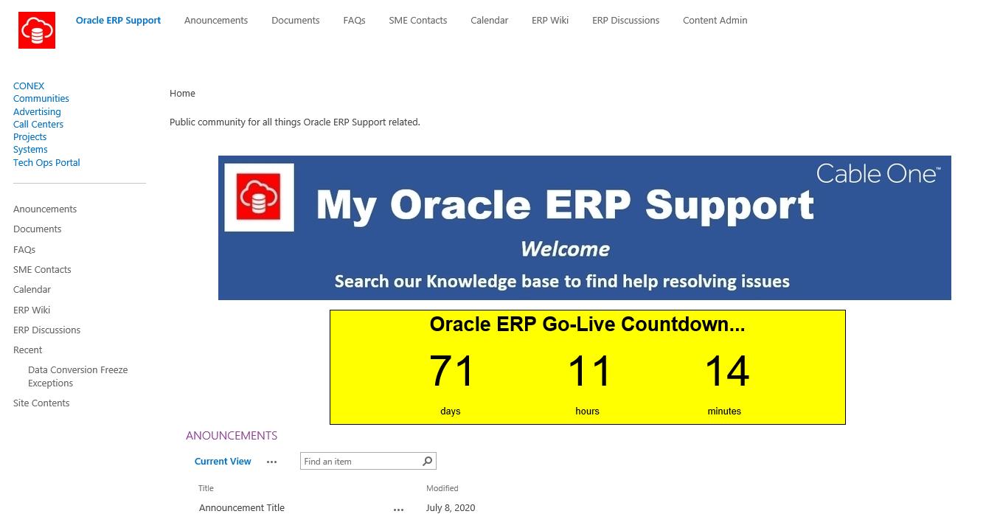 Oracle ERP Support Anouncements Documents FAQs SME Contacts Calendar ERP Wiki ERP Discussions Content Admin
CONEX
Communities
Advertising
Call Centers
Projects
Systems
Tech Ops Portal
Anouncements
Documents
FAQs
SME Contacts
Calendar
ERP Wiki
ERP Discussions
Recent
Data Conversion Freeze
Exceptions
Site Contents
Home
Public community for all things Oracle ERP Support related.
Cable One™
My Oracle ERP Support
Welcome
Search our Knowledge base to find help resolving issues
Oracle ERP Go-Live Countdown...
71 11 14
days hours minutes
ANOUNCEMENTS
Current View ••• Find an item
Title Modified
Announcement Title ••• July 8, 2020